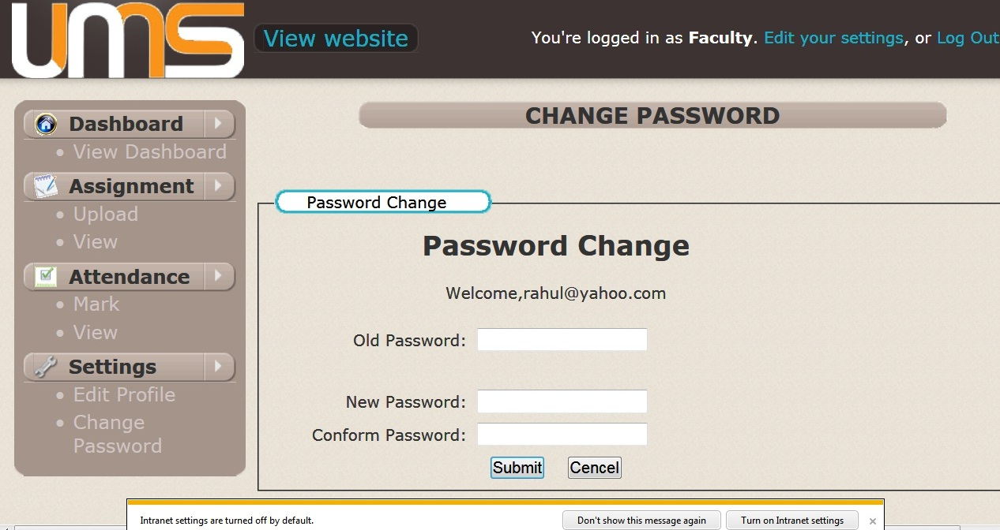 ums
View website
You're logged in as Faculty. Edit your settings, or Log Out
Dashboard
View Dashboard
Assignment
Upload
View
Attendance
Mark
View
Settings
Edit Profile
Change
Password
CHANGE PASSWORD
Password Change
Password Change
Welcome,rahul@yahoo.com
Old Password:
New Password:
Conform Password:
Submit Cencel
Intranet settings are turned off by default. Don't show this message again Turn on Intranet settings ×